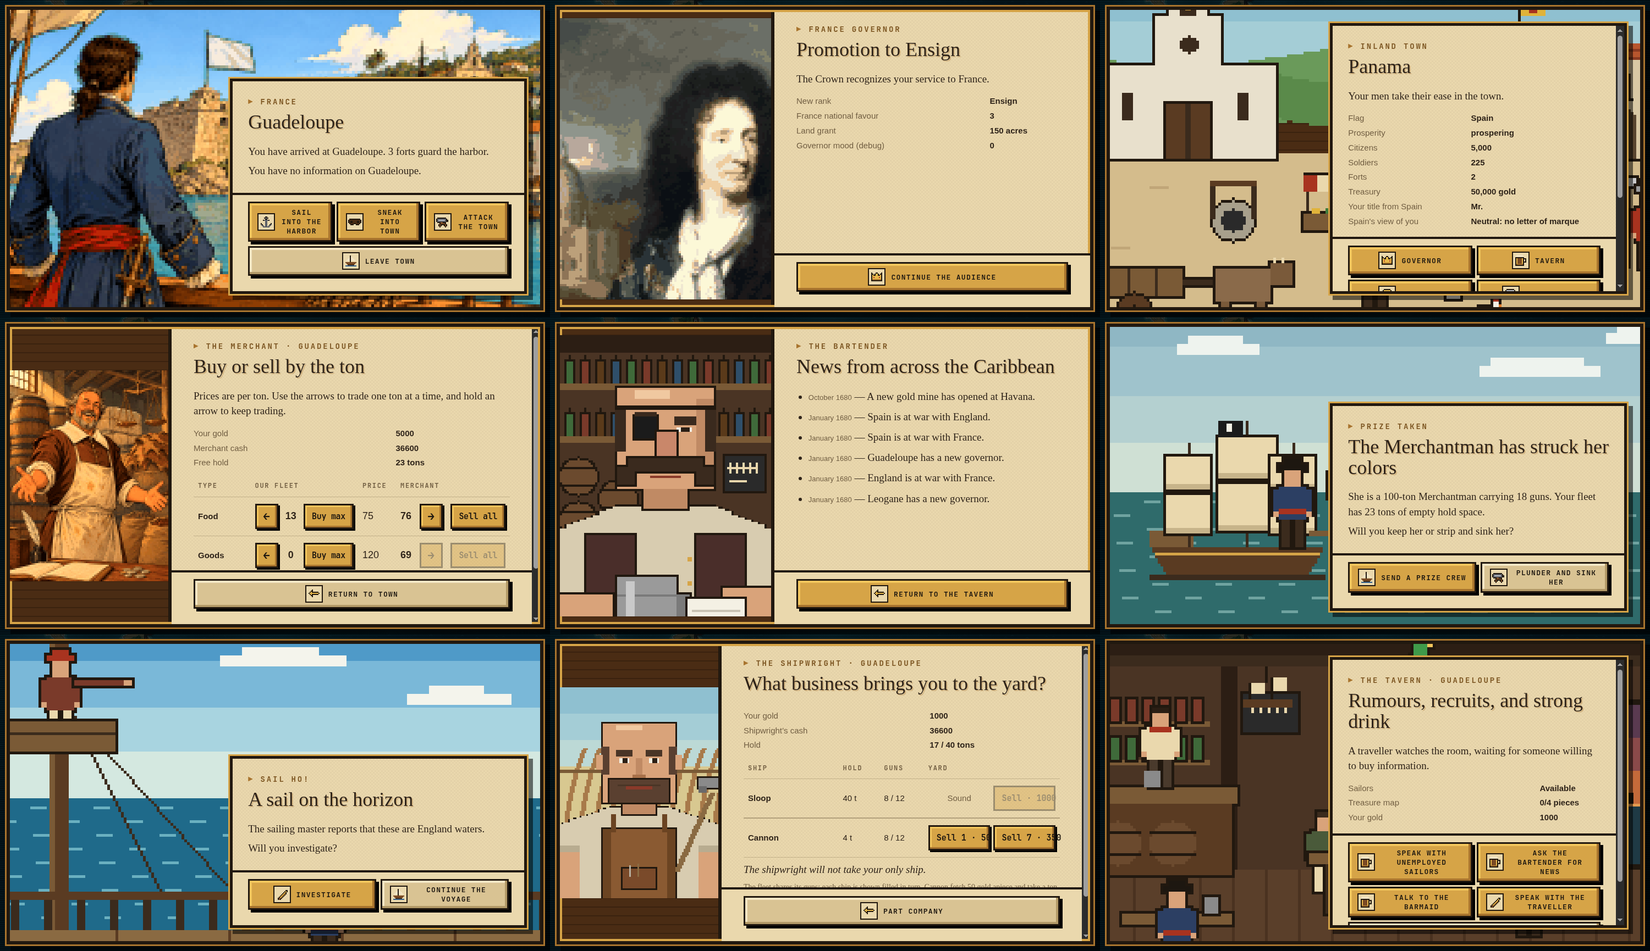 FRANCE
Guadeloupe
You have arrived at Guadeloupe. 3 forts guard the harbor.
You have no information on Guadeloupe.
SAIL INTO THE HARBOR
SNEAK INTO TOWN
ATTACK THE TOWN
LEAVE TOWN
FRANCE GOVERNOR
Promotion to Ensign
The Crown recognizes your service to France.
New rank Ensign
France national favour 3
Land grant 150 acres
Governor mood (debug) 0
CONTINUE THE AUDIENCE
INLAND TOWN
Panama
Your men take their ease in the town.
Flag Spain
Prosperity prospering
Citizens 5,000
Soldiers 225
Forts 2
Treasury 50,000 gold
Your title from Spain Mr.
Spain's view of you Neutral: no letter of marque
GOVERNOR
TAVERN
THE MERCHANT · GUADELOUPE
Buy or sell by the ton
Prices are per ton. Use the arrows to trade one ton at a time, and hold an
arrow to keep trading.
Your gold 5000
Merchant cash 36600
Free hold 23 tons
TYPE OUR FLEET PRICE MERCHANT
Food ← 13 Buy max 75 76 → Sell all
Goods ← 0 Buy max 120 69 → Sell all
RETURN TO TOWN
THE BARTENDER
News from across the Caribbean
October 1680 — A new gold mine has opened at Havana.
January 1680 — Spain is at war with England.
January 1680 — Spain is at war with France.
January 1680 — Guadeloupe has a new governor.
January 1680 — England is at war with France.
January 1680 — Leogane has a new governor.
RETURN TO THE TAVERN
PRIZE TAKEN
The Merchantman has struck her
colors
She is a 100-ton Merchantman carrying 18 guns. Your fleet
has 23 tons of empty hold space.
Will you keep her or strip and sink her?
SEND A PRIZE CREW
PLUNDER AND SINK HER
SAIL HO!
A sail on the horizon
The sailing master reports that these are England waters.
Will you investigate?
INVESTIGATE
CONTINUE THE VOYAGE
THE SHIPWRIGHT · GUADELOUPE
What business brings you to the yard?
Your gold 1000
Shipwright's cash 36600
Hold 17 / 40 tons
SHIP HOLD GUNS YARD
Sloop 40 t 8 / 12 Sound Sell · 1000
Cannon 4 t 8 / 12 Sell 1 · 50 Sell 7 · 350
The shipwright will not take your only ship.
PART COMPANY
THE TAVERN · GUADELOUPE
Rumours, recruits, and strong
drink
A traveller watches the room, waiting for someone willing
to buy information.
Sailors Available
Treasure map 0/4 pieces
Your gold 1000
SPEAK WITH UNEMPLOYED SAILORS
ASK THE BARTENDER FOR NEWS
TALK TO THE BARMAID
SPEAK WITH THE TRAVELLER